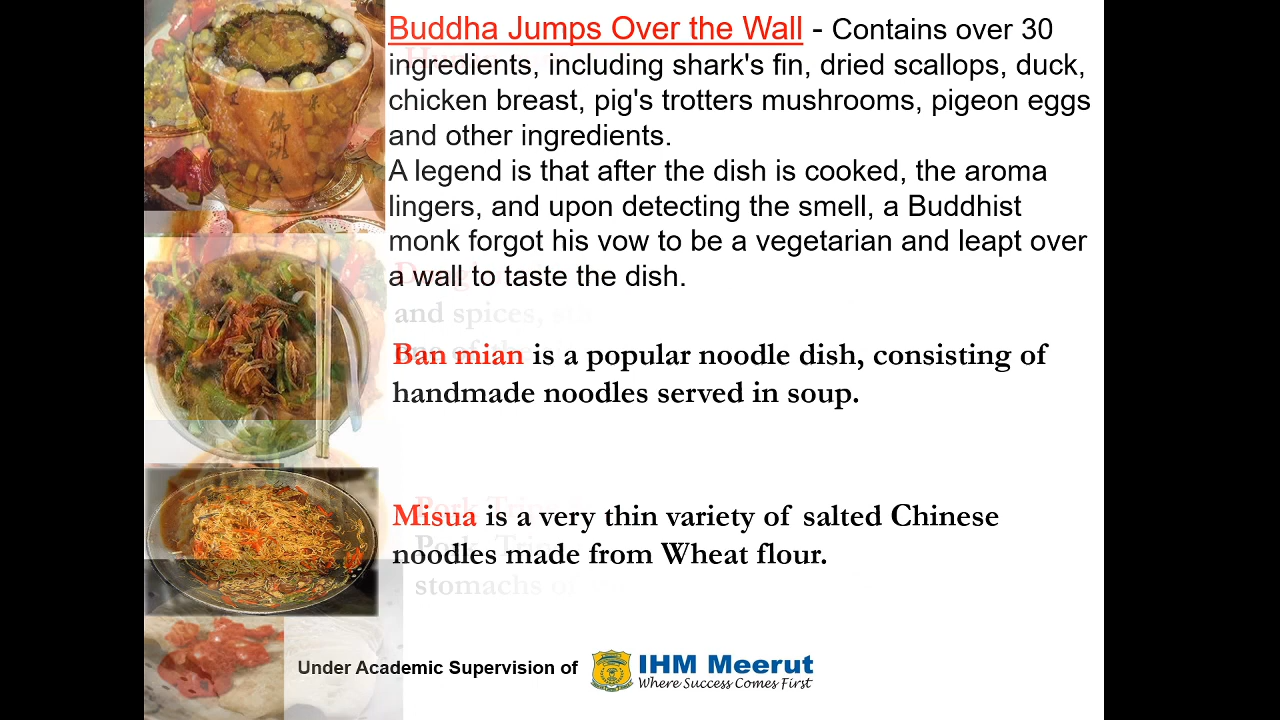 Buddha Jumps Over the Wall - Contains over 30
ingredients, including shark's fin, dried scallops, duck,
chicken breast, pig's trotters mushrooms, pigeon eggs
and other ingredients.
A legend is that after the dish is cooked, the aroma
lingers, and upon detecting the smell, a Buddhist
monk forgot his vow to be a vegetarian and leapt over
a wall to taste the dish.
and spices,
Ban mian is a popular noodle dish, consisting of
handmade noodles served in soup.
Misua is a very thin variety of salted Chinese
noodles made from Wheat flour.
stomachs of
Under Academic Supervision of
IHM Meerut
Where Success Comes First